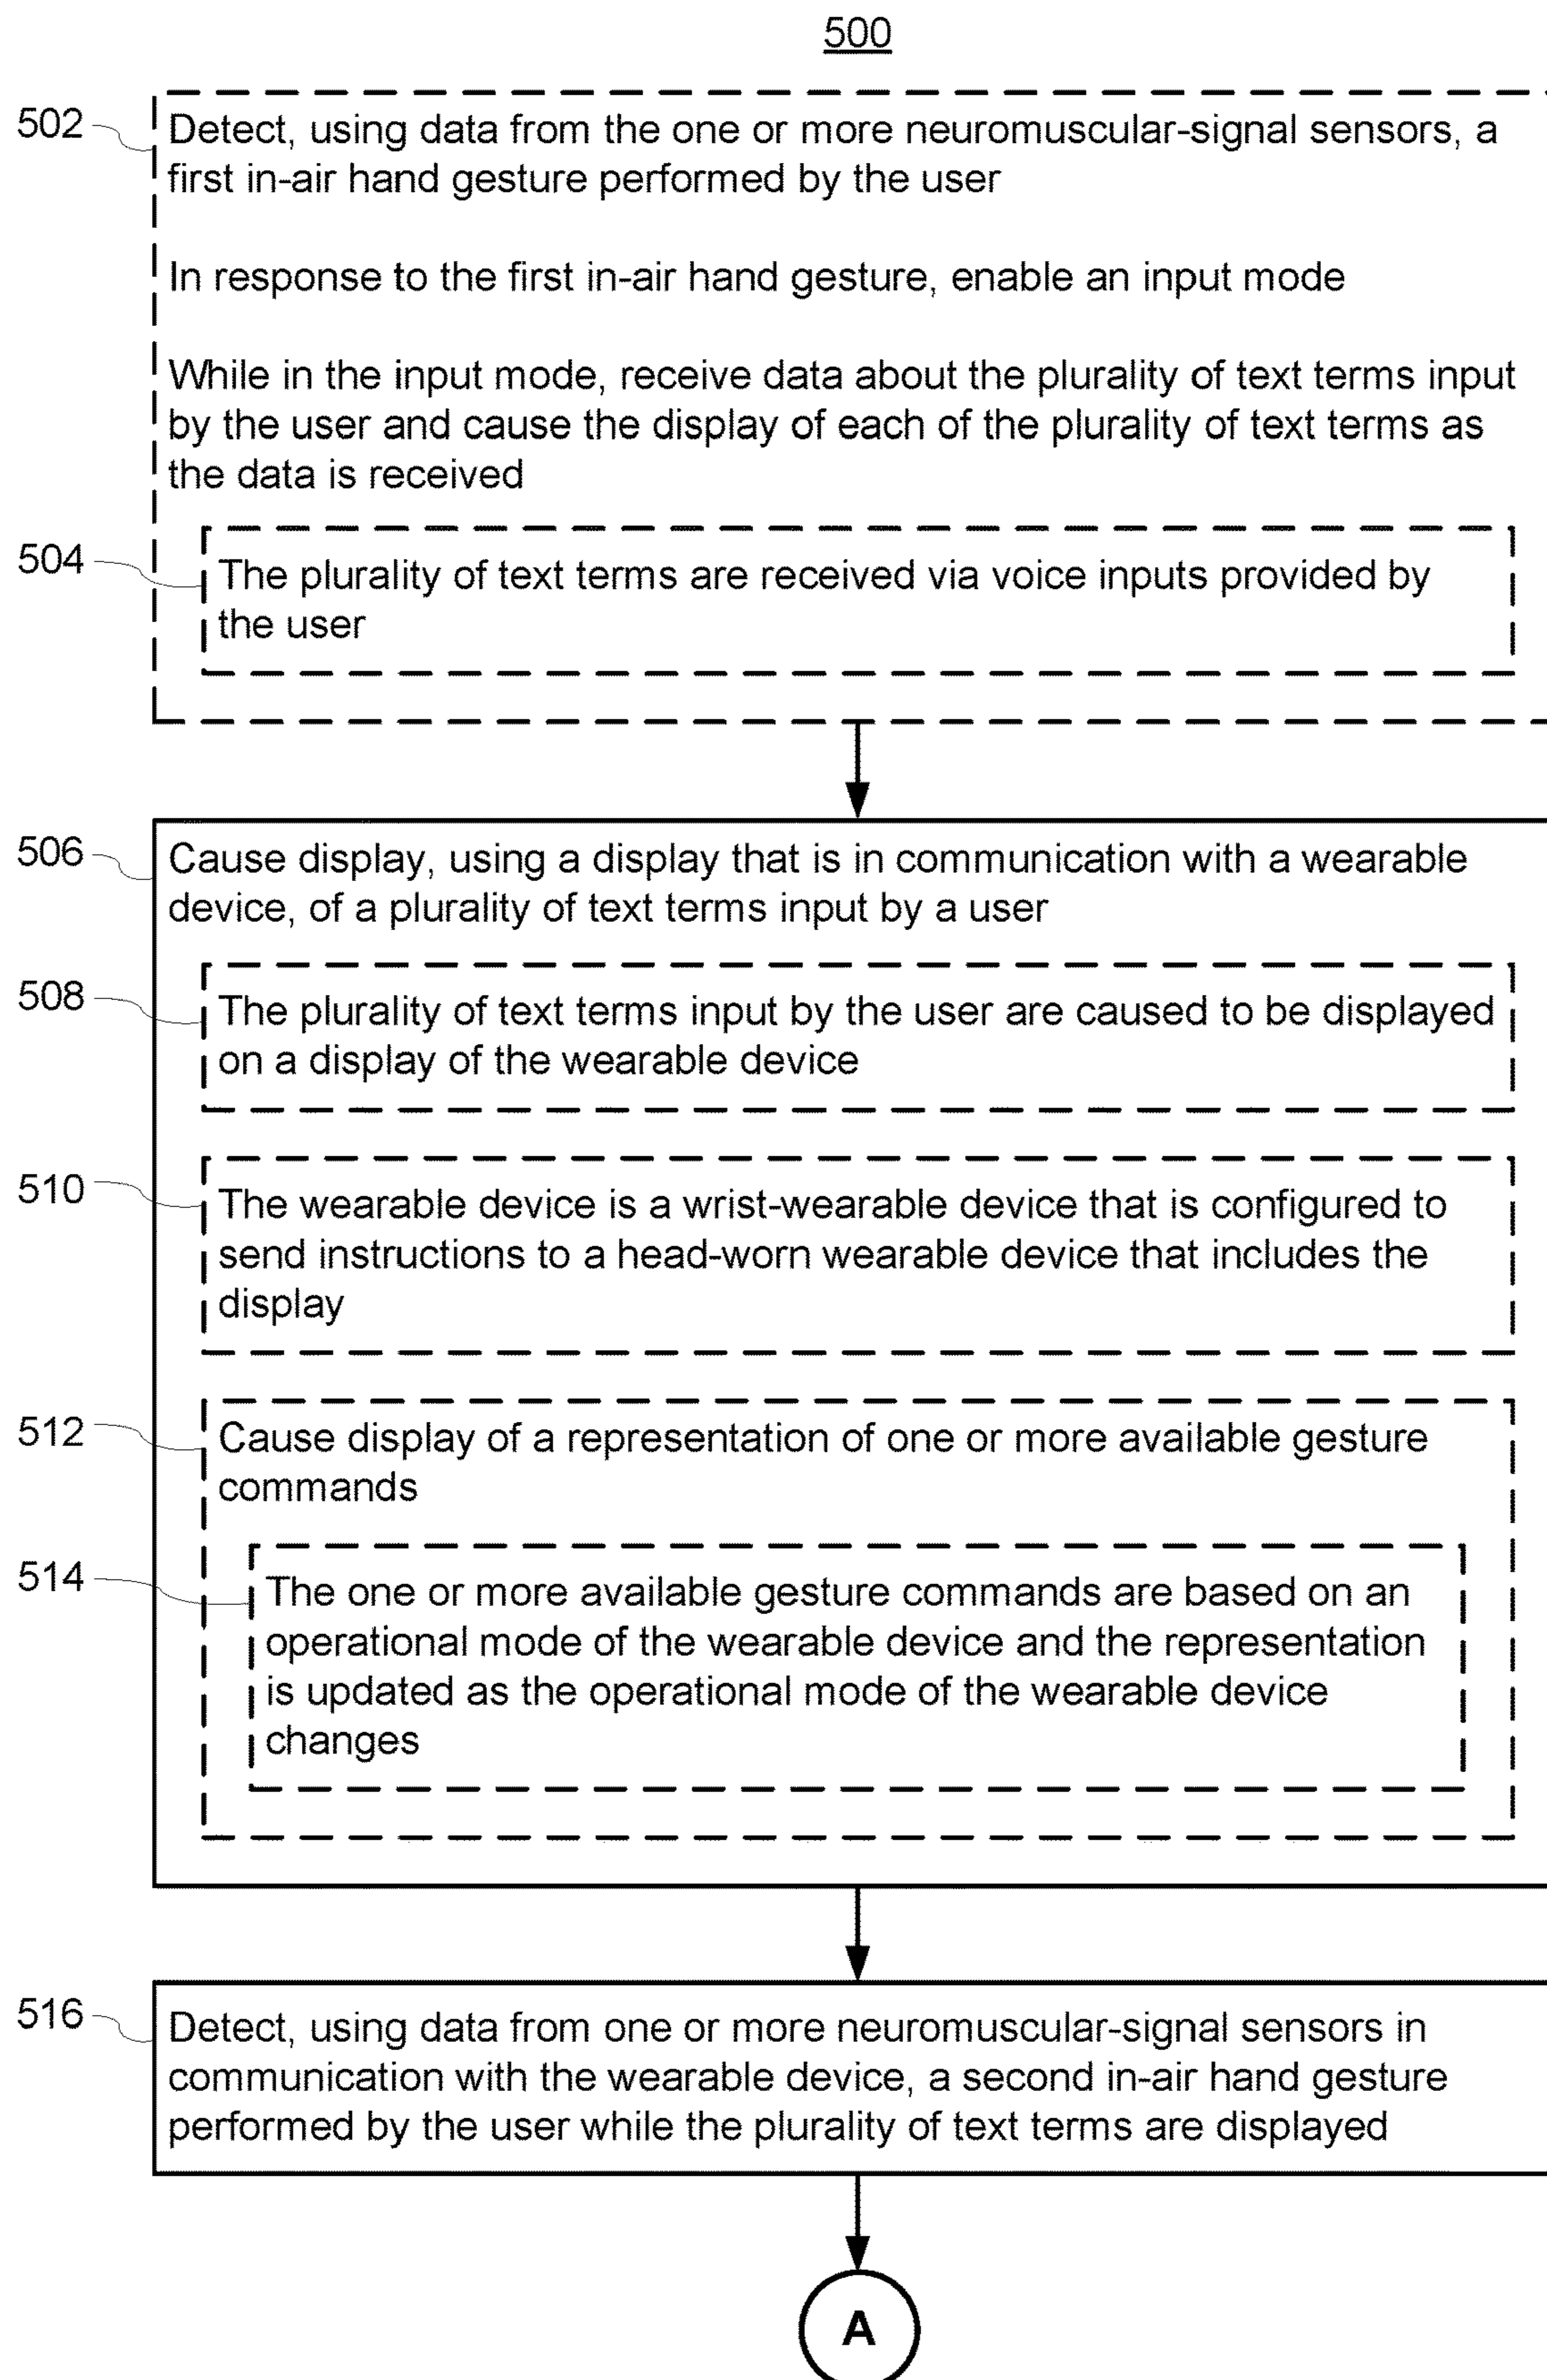 500
502
Detect, using data from the one or more neuromuscular-signal sensors, a
first in-air hand gesture performed by the user
In response to the first in-air hand gesture, enable an input mode
While in the input mode, receive data about the plurality of text terms input
by the user and cause the display of each of the plurality of text terms as
the data is received
504
The plurality of text terms are received via voice inputs provided by
the user
506
Cause display, using a display that is in communication with a wearable
device, of a plurality of text terms input by a user
508
The plurality of text terms input by the user are caused to be displayed
on a display of the wearable device
510
The wearable device is a wrist-wearable device that is configured to
send instructions to a head-worn wearable device that includes the
display
512
Cause display of a representation of one or more available gesture
commands
514
The one or more available gesture commands are based on an
operational mode of the wearable device and the representation
is updated as the operational mode of the wearable device
changes
516
Detect, using data from one or more neuromuscular-signal sensors in
communication with the wearable device, a second in-air hand gesture
performed by the user while the plurality of text terms are displayed
A